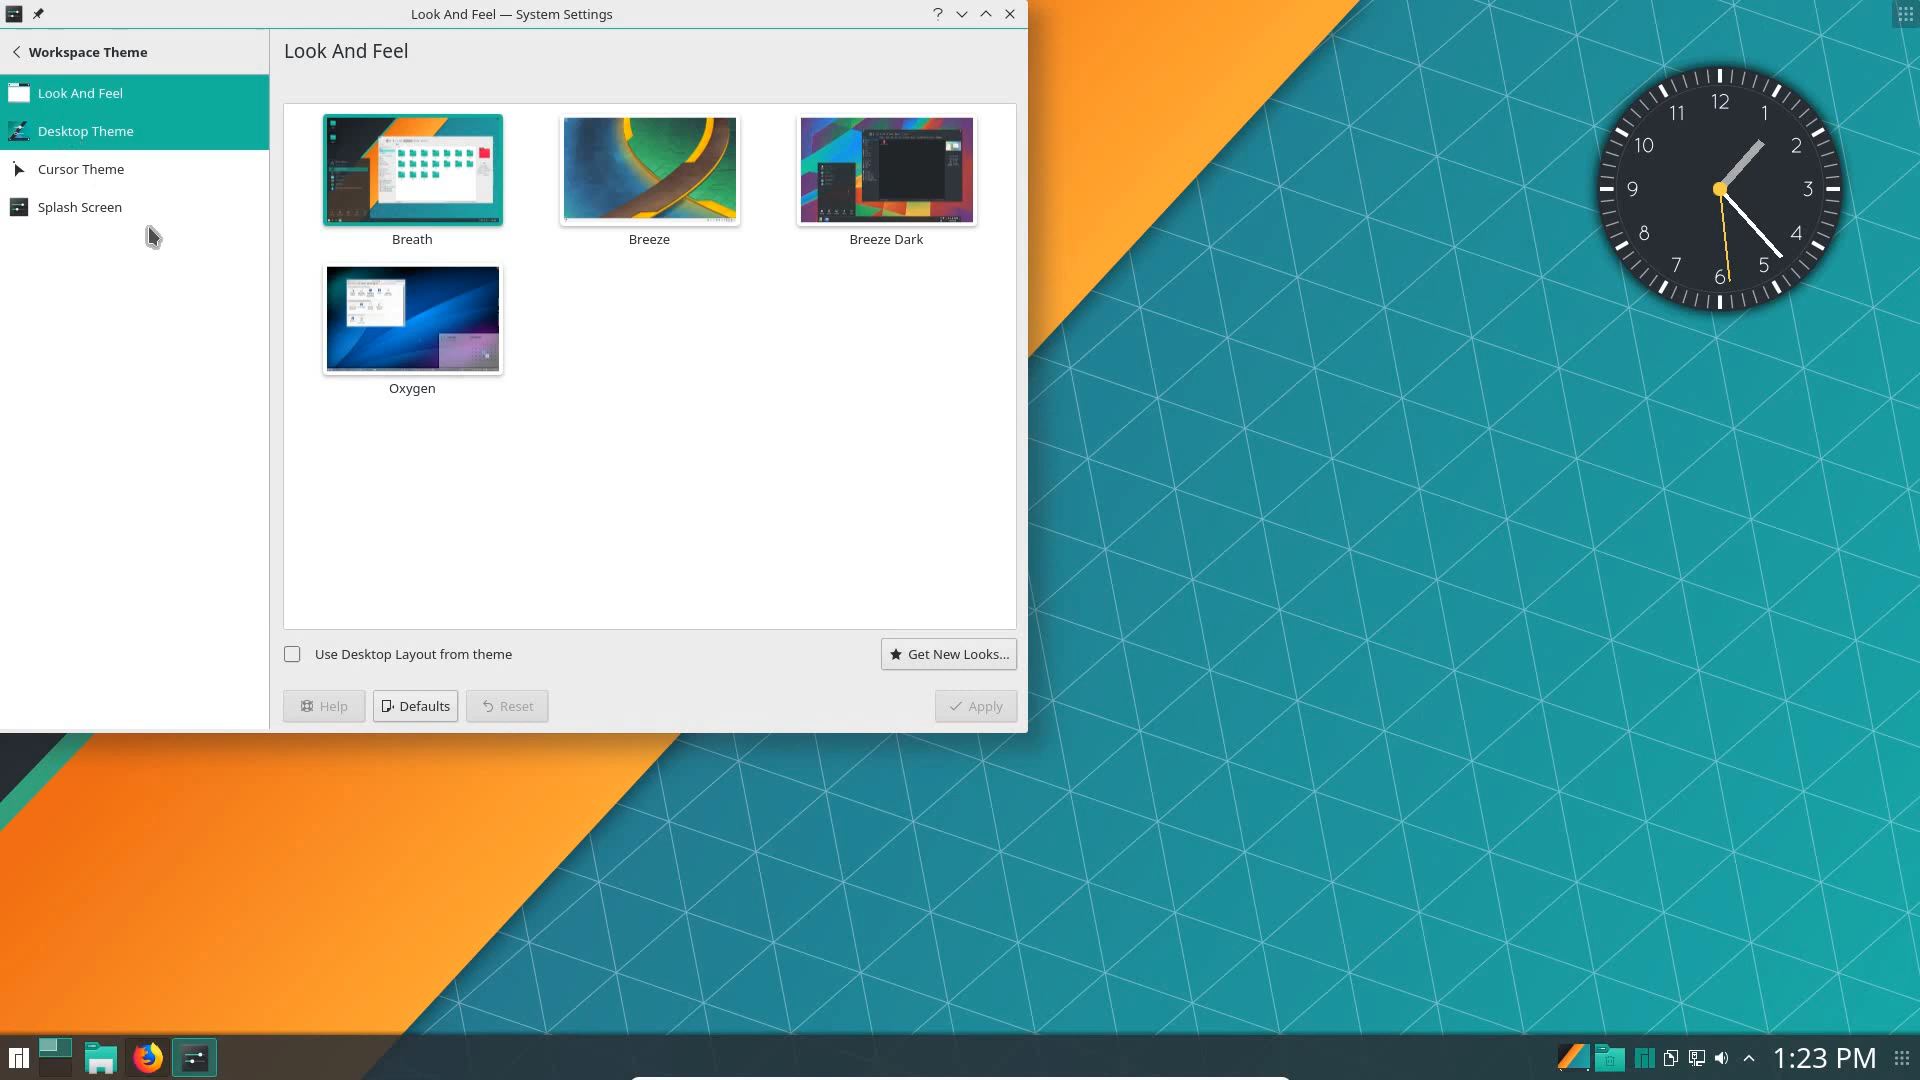 Look And Feel — System Settings
Workspace Theme
Look And Feel
Look And Feel
Desktop Theme
Cursor Theme
Splash Screen
Breath
Breeze
Breeze Dark
Oxygen
Use Desktop Layout from theme
Get New Looks...
Help
Defaults
Reset
Apply
12
1
2
3
4
5
6
7
8
9
10
11
1:23 PM